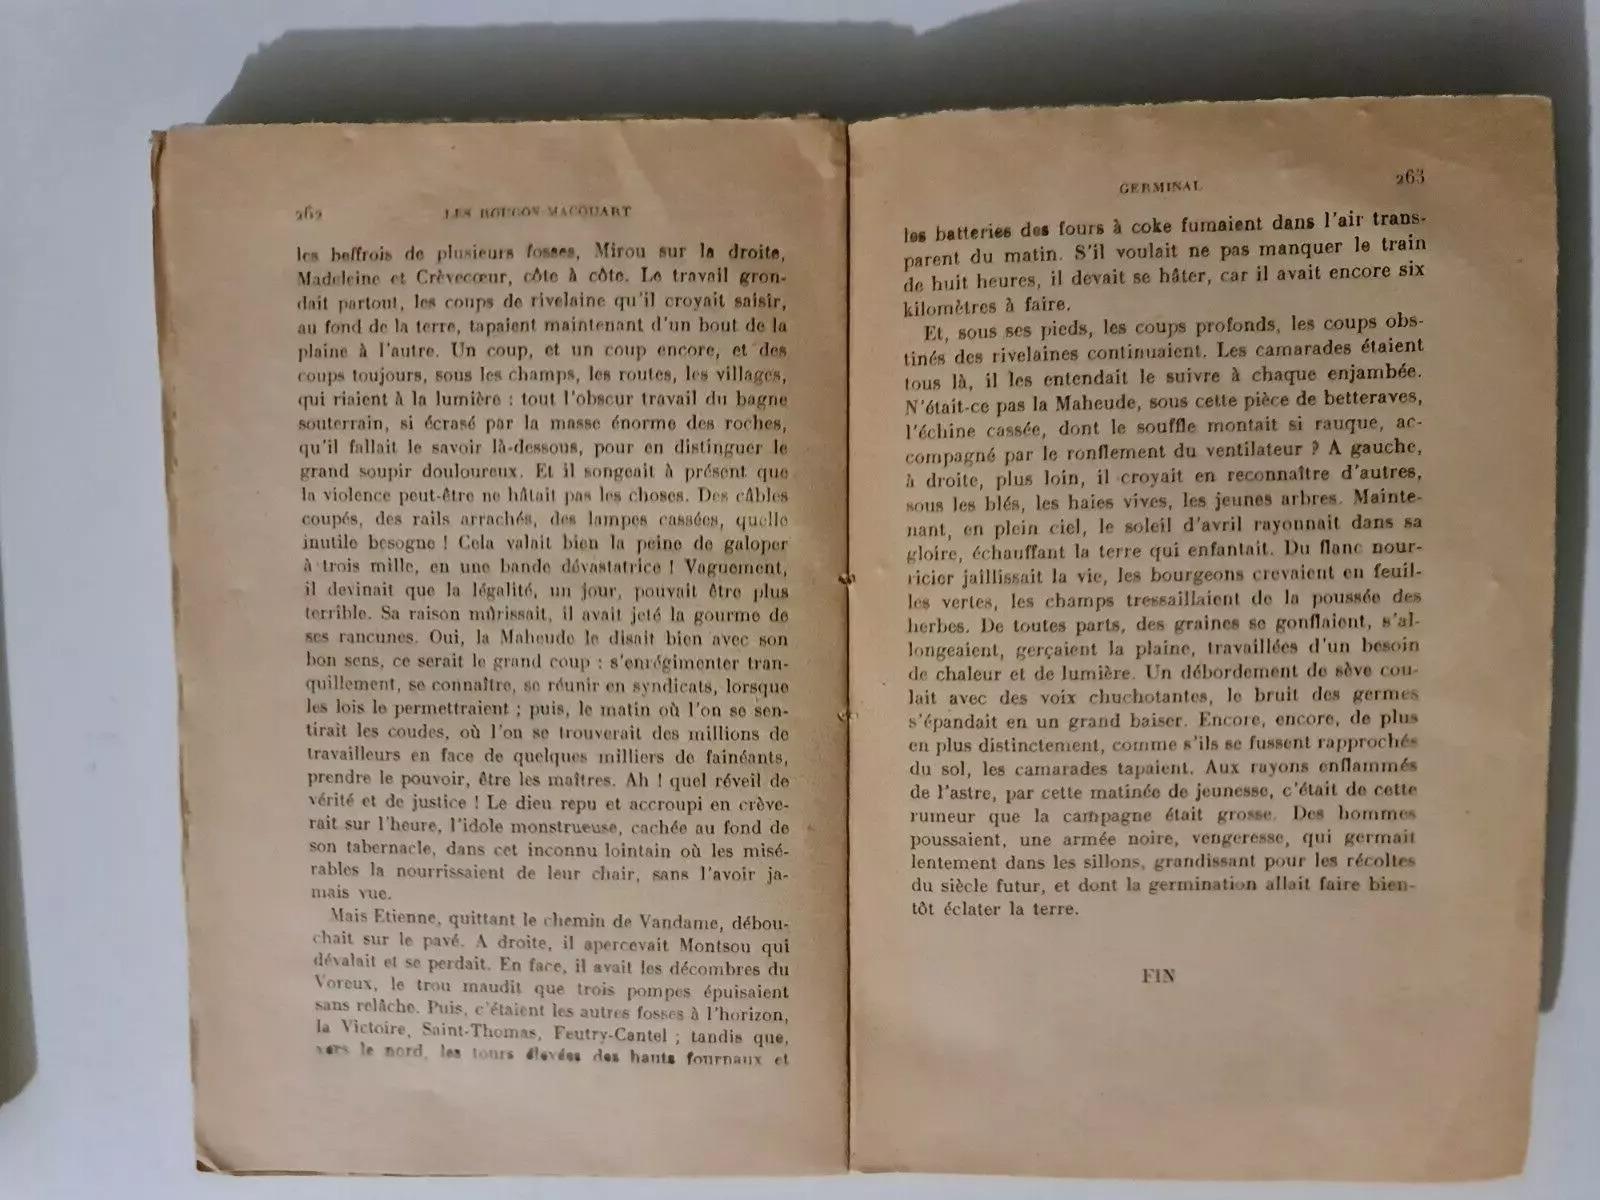 262
LES ROUGON-MACQUART
les beffrois de plusieurs fosses, Mirou sur la droite,
Madeleine et Crèvecœur, côte à côte. Le travail gron-
dait partout, les coups de rivelaine qu'il croyait saisir,
au fond de la terre, tapaient maintenant d'un bout de la
plaine à l'autre. Un coup, et un coup encore, et des
coups toujours, sous les champs, les routes, les villages,
qui riaient à la lumière : tout l'obscur travail du bagne
souterrain, si écrasé par la masse énorme des roches,
qu'il fallait le savoir là-dessous, pour en distinguer le
grand soupir douloureux. Et il songeait à présent que
la violence peut-être ne hâtait pas les choses. Des câbles
coupés, des rails arrachés, des lampes cassées, quelle
inutile besogne ! Cela valait bien la peine de galoper
à trois mille, en une bande dévastatrice ! Vaguement,
il devinait que la légalité, un jour, pouvait être plus
terrible. Sa raison mûrissait, il avait jeté la gourme de
ses rancunes. Oui, la Maheude le disait bien avec son
bon sens, ce serait le grand coup : s'enrégimenter tran-
quillement, se connaître, se réunir en syndicats, lorsque
les lois le permettraient ; puis, le matin où l'on se sen-
tirait les coudes, où l'on se trouverait des millions de
travailleurs en face de quelques milliers de fainéants,
prendre le pouvoir, être les maîtres. Ah ! quel réveil de
vérité et de justice ! Le dieu repu et accroupi en crève-
rait sur l'heure, l'idole monstrueuse, cachée au fond de
son tabernacle, dans cet inconnu lointain où les misé-
rables la nourrissaient de leur chair, sans l'avoir ja-
mais vue.
Mais Etienne, quittant le chemin de Vandame, débou-
chait sur le pavé. A droite, il apercevait Montsou qui
dévalait et se perdait. En face, il avait les décombres du
Voreux, le trou maudit que trois pompes épuisaient
sans relâche. Puis, c'étaient les autres fosses à l'horizon,
la Victoire, Saint-Thomas, Feutry-Cantel ; tandis que,
vers le nord, les tours élevées des hauts fournaux et
GERMINAL
263
les batteries des fours à coke fumaient dans l'air trans-
parent du matin. S'il voulait ne pas manquer le train
de huit heures, il devait se hâter, car il avait encore six
kilomètres à faire.
Et, sous ses pieds, les coups profonds, les coups obs-
tinés des rivelaines continuaient. Les camarades étaient
tous là, il les entendait le suivre à chaque enjambée.
N'était-ce pas la Maheude, sous cette pièce de betteraves,
l'échine cassée, dont le souffle montait si rauque, ac-
compagné par le ronflement du ventilateur ? A gauche,
à droite, plus loin, il croyait en reconnaître d'autres,
sous les blés, les haies vives, les jeunes arbres. Mainte-
nant, en plein ciel, le soleil d'avril rayonnait dans sa
gloire, échauffant la terre qui enfantait. Du flanc nour-
ricier jaillissait la vie, les bourgeons crevaient en feuil-
les vertes, les champs tressaillaient de la poussée des
herbes. De toutes parts, des graines se gonflaient, s'al-
longeaient, gerçaient la plaine, travaillées d'un besoin
de chaleur et de lumière. Un débordement de sève cou-
lait avec des voix chuchotantes, le bruit des germes
s'épandait en un grand baiser. Encore, encore, de plus
en plus distinctement, comme s'ils se fussent rapprochés
du sol, les camarades tapaient. Aux rayons enflammés
de l'astre, par cette matinée de jeunesse, c'était de cette
rumeur que la campagne était grosse. Des hommes
poussaient, une armée noire, vengeresse, qui germait
lentement dans les sillons, grandissant pour les récoltes
du siècle futur, et dont la germination allait faire bien-
tôt éclater la terre.
FIN